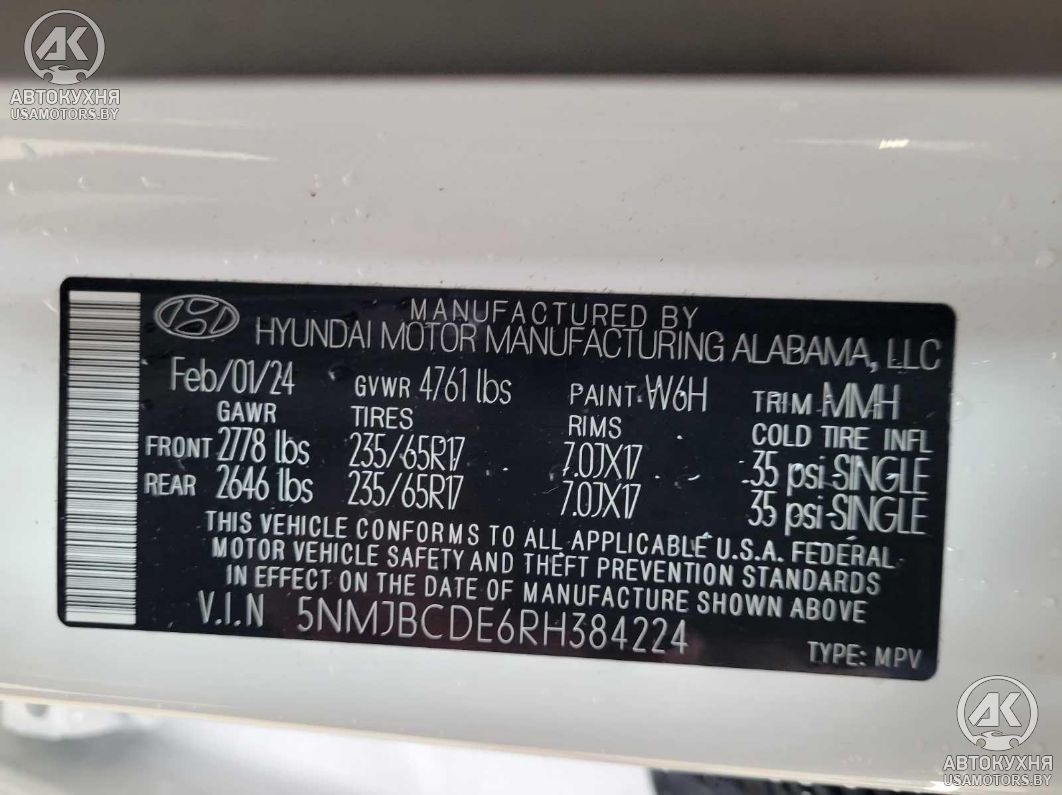 AK
АВТОКУХНЯ
USAMOTORS.BY
MANUFACTURED BY
HYUNDAI MOTOR MANUFACTURING ALABAMA, LLC
Feb/01/24 GVWR 4761 lbs PAINT W6H TRIM MMH
GAWR TIRES RIMS COLD TIRE INFL
FRONT 2778 lbs 235/65R17 7.0JX17 35 psi SINGLE
REAR 2646 lbs 235/65R17 7.0JX17 35 psi SINGLE
THIS VEHICLE CONFORMS TO ALL APPLICABLE U.S.A. FEDERAL
MOTOR VEHICLE SAFETY AND THEFT PREVENTION STANDARDS
IN EFFECT ON THE DATE OF MANUFACTURE SHOWN ABOVE.
V.I.N 5NMJBCDE6RH384224 TYPE: MPV
AK
АВТОКУХНЯ
USAMOTORS.BY